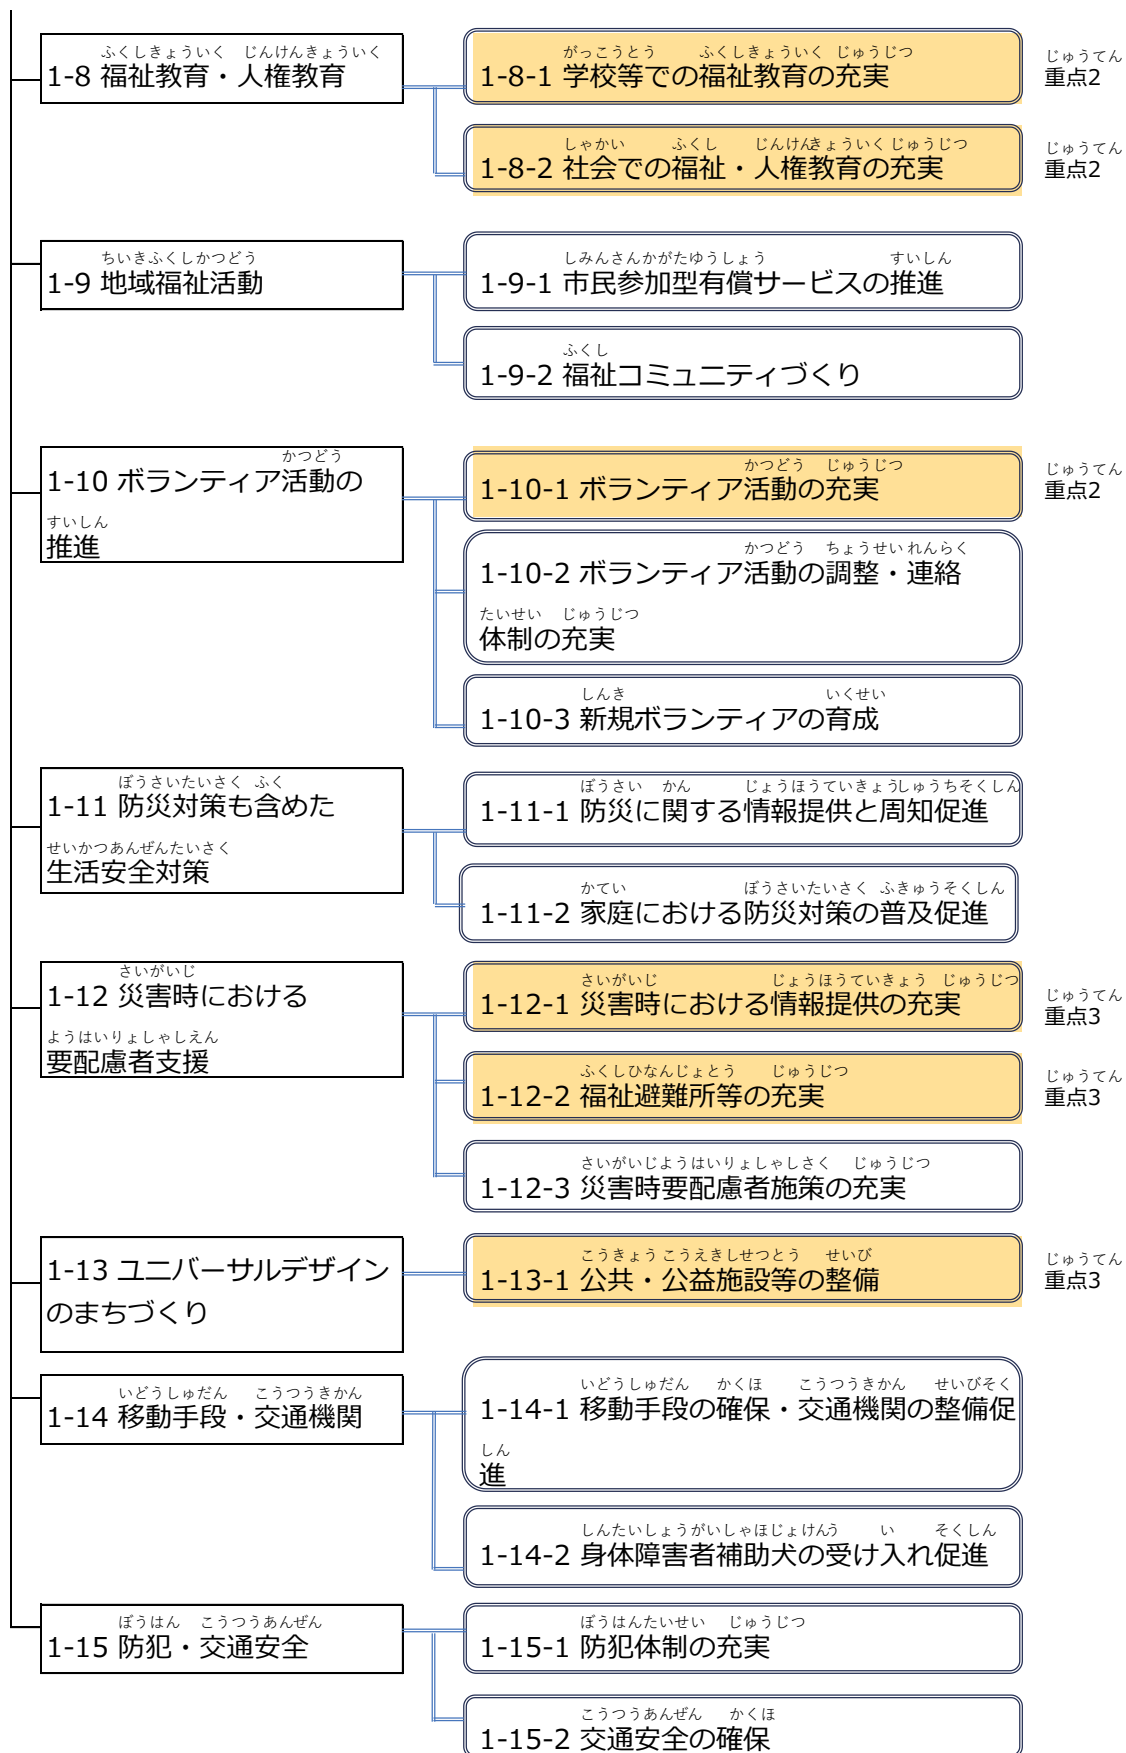 ふくしきょういく じんけんきょういく
1-8 福祉教育・人権教育
がっこうとう ふくしきょういく じゅうじつ
1-8-1 学校等での福祉教育の充実
じゅうてん
重点2
しゃかい ふくし じんけんきょういくじゅうじつ
1-8-2 社会での福祉・人権教育の充実
じゅうてん
重点2
ちいきふくしかつどう
1-9 地域福祉活動
しみんさんかがたゆうしょう すいしん
1-9-1 市民参加型有償サービスの推進
ふくし
1-9-2 福祉コミュニティづくり
かつどう
1-10 ボランティア活動の
すいしん
推進
かつどう じゅうじつ
1-10-1 ボランティア活動の充実
じゅうてん
重点2
かつどう ちょうせい れんらく
1-10-2 ボランティア活動の調整・連絡
たいせい じゅうじつ
体制の充実
しんき いくせい
1-10-3 新規ボランティアの育成
ぼうさいたいさく ふく
1-11 防災対策も含めた
せいかつあんぜんたいさく
生活安全対策
ぼうさい かん じょうほうていきょう しゅうちそくしん
1-11-1 防災に関する情報提供と周知促進
かてい ぼうさいたいさく ふきゅうそくしん
1-11-2 家庭における防災対策の普及促進
さいがいじ
1-12 災害時における
ようはいりょしゃしえん
要配慮者支援
さいがいじ じょうほうていきょう じゅうじつ
1-12-1 災害時における情報提供の充実
じゅうてん
重点3
ふくしひなんじょとう じゅうじつ
1-12-2 福祉避難所等の充実
じゅうてん
重点3
さいがいじようはいりょしゃしさく じゅうじつ
1-12-3 災害時要配慮者施策の充実
1-13 ユニバーサルデザイン
のまちづくり
こうきょう こうえきしせつとう せいび
1-13-1 公共・公益施設等の整備
じゅうてん
重点3
いどうしゅだん こうつうきかん
1-14 移動手段・交通機関
いどうしゅだん かくほ こうつうきかん せいびそく
1-14-1 移動手段の確保・交通機関の整備促
しん
進
しんたいしょうがいしゃほじょけん う い そくしん
1-14-2 身体障害者補助犬の受け入れ促進
ぼうはん こうつうあんぜん
1-15 防犯・交通安全
ぼうはんたいせい じゅうじつ
1-15-1 防犯体制の充実
こうつうあんぜん かくほ
1-15-2 交通安全の確保